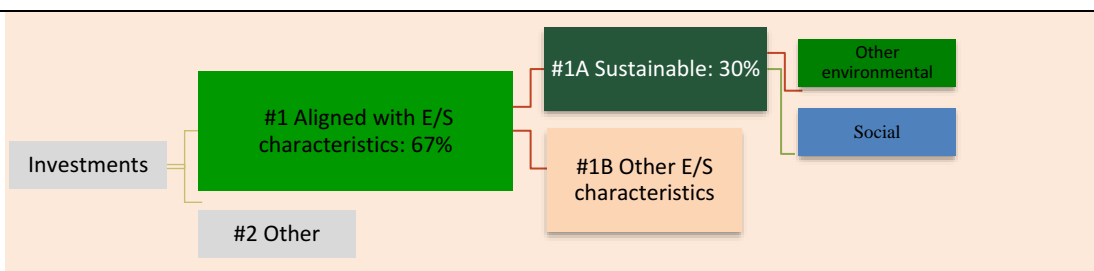 Investments
#1 Aligned with E/S
characteristics: 67%
#2 Other
#1A Sustainable: 30%
#1B Other E/S
characteristics
Other
environmental
Social